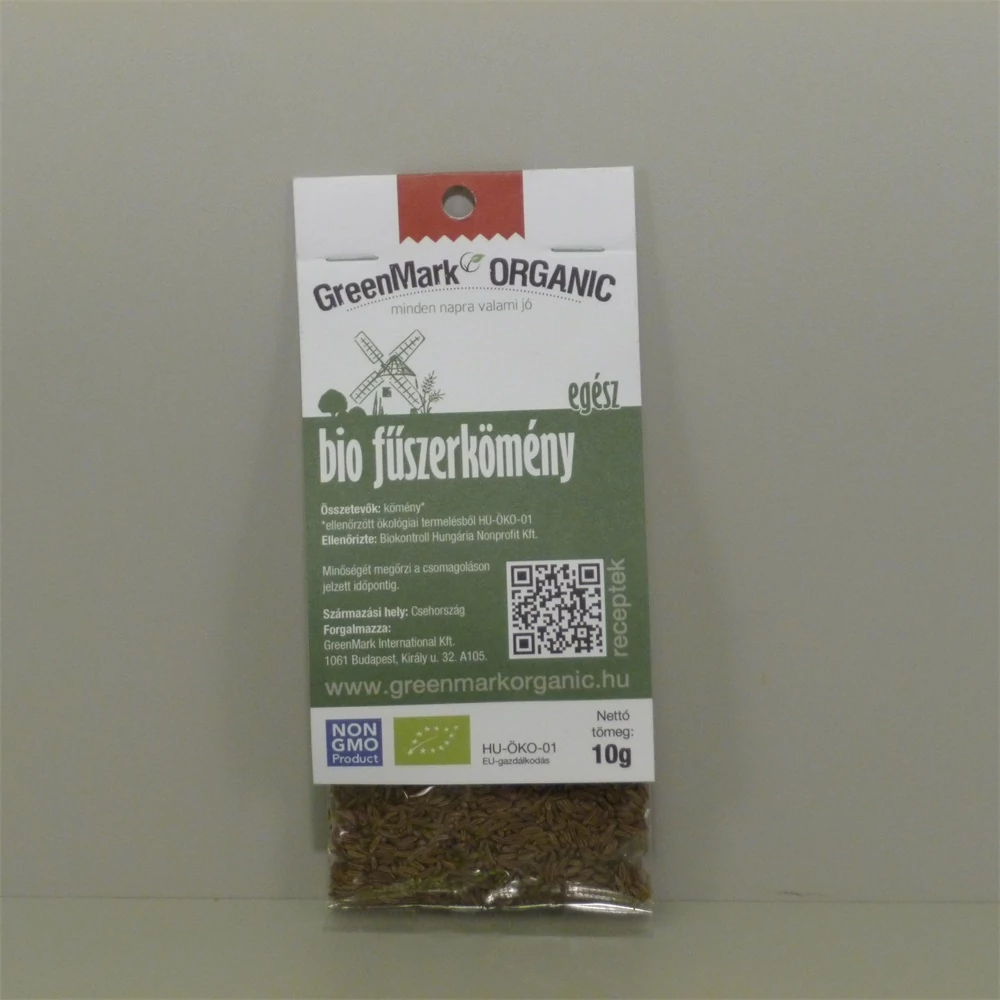 GreenMark ORGANIC
minden napra valami jó
egész
bio fűszerkömény
Összetevők: kömény*
*ellenőrzött ökológiai termelésből HU-ÖKO-01
Ellenőrizte: Biokontroll Hungária Nonprofit Kft.
Minőségét megőrzi a csomagoláson
jelzett időpontig.
Származási hely: Csehország
Forgalmazza:
GreenMark International Kft.
1061 Budapest, Király u. 32. A105.
receptek
www.greenmarkorganic.hu
NON
GMO
Product
HU-ÖKO-01
EU-gazdálkodás
Nettó
tömeg:
10g